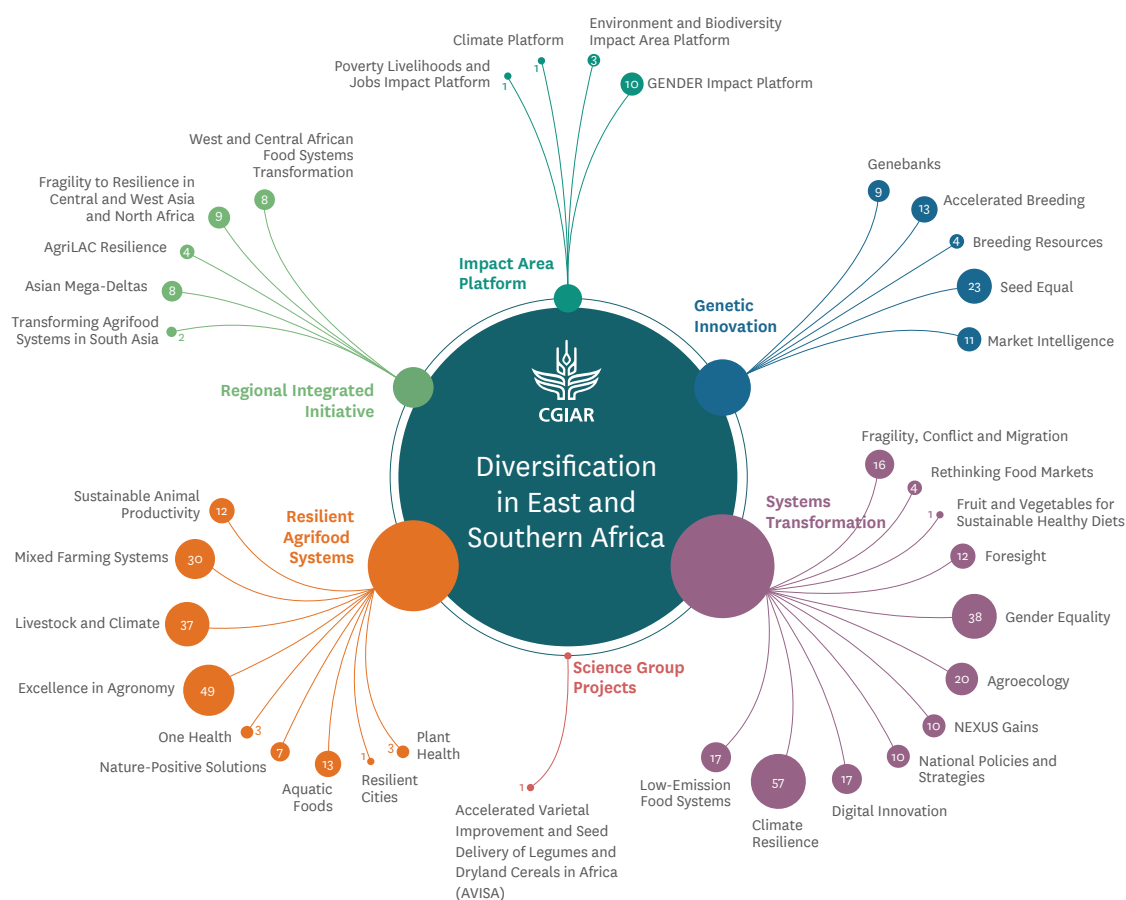 Environment and Biodiversity
Impact Area Platform
3
Climate Platform
1
Poverty Livelihoods and
Jobs Impact Platform
1
10
GENDER Impact Platform
West and Central African
Food Systems
Transformation
8
Fragility to Resilience in
Central and West Asia
and North Africa
9
AgriLAC Resilience
4
Asian Mega-Deltas
8
Transforming Agrifood
Systems in South Asia
2
Regional Integrated
Initiative
Impact Area
Platform
Genetic
Innovation
Genebanks
9
13
Accelerated Breeding
4
Breeding Resources
23
Seed Equal
11
Market Intelligence
CGIAR
Diversification
in East and
Southern Africa
Systems
Transformation
Fragility, Conflict and Migration
16
Rethinking Food Markets
4
Fruit and Vegetables for
Sustainable Healthy Diets
1
12
Foresight
38
Gender Equality
20
Agroecology
10
NEXUS Gains
10
National Policies and
Strategies
17
Digital Innovation
57
Climate
Resilience
17
Low-Emission
Food Systems
Resilient
Agrifood
Systems
Sustainable Animal
Productivity
12
Mixed Farming Systems
30
Livestock and Climate
37
Excellence in Agronomy
49
One Health
3
Nature-Positive Solutions
7
13
Aquatic
Foods
1
Resilient
Cities
3
Plant
Health
Science Group
Projects
1
Accelerated Varietal
Improvement and Seed
Delivery of Legumes and
Dryland Cereals in Africa
(AVISA)